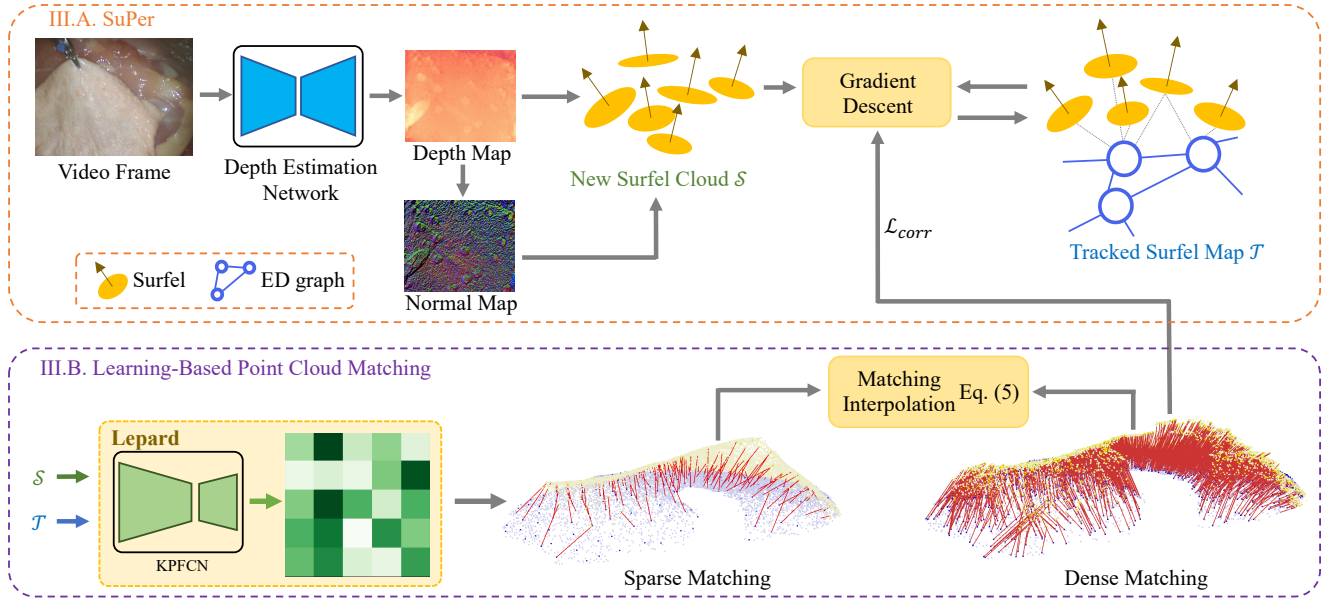 III.A. SuPer
Video Frame
Depth Estimation
Network
Depth Map
Normal Map
New Surfel Cloud 𝒮
Gradient
Descent
ℒ𝑐𝑜𝑟𝑟
Tracked Surfel Map 𝒯
Surfel
ED graph
III.B. Learning-Based Point Cloud Matching
Lepard
𝒮
𝒯
KPFCN
Sparse Matching
Matching
Interpolation
Eq. (5)
Dense Matching